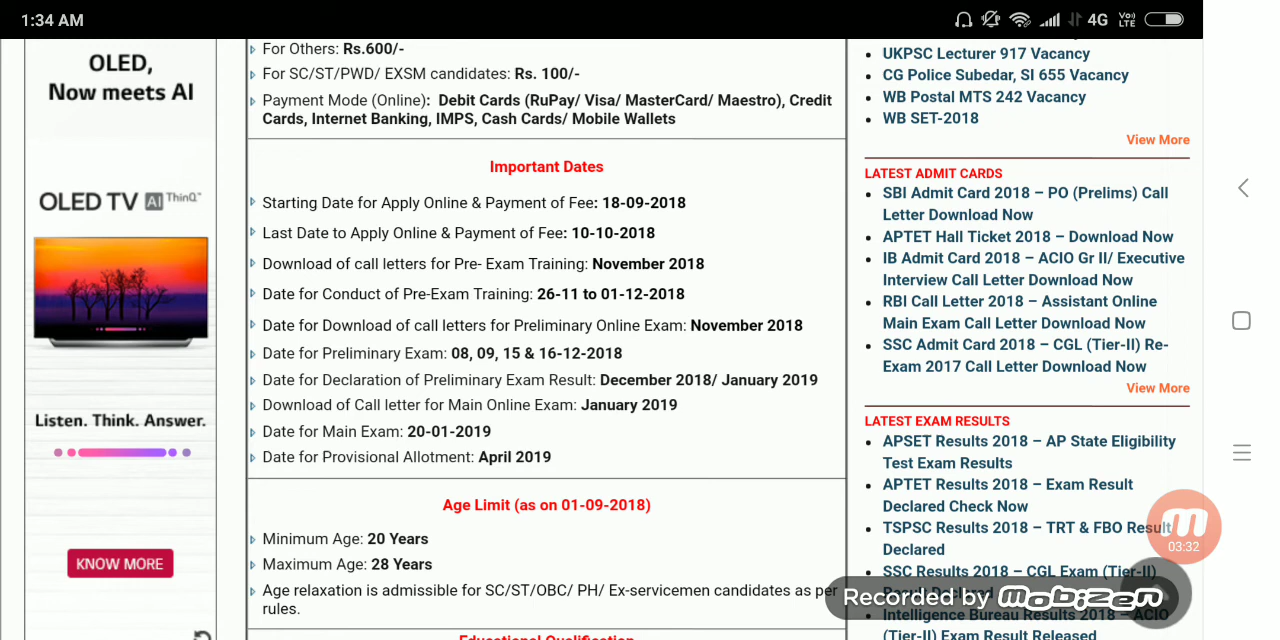 1:34 AM
4G
Vo)) LTE
OLED,
Now meets AI
OLED TV AI ThinQ™
Listen. Think. Answer.
KNOW MORE
For Others: Rs.600/-
For SC/ST/PWD/ EXSM candidates: Rs. 100/-
Payment Mode (Online): Debit Cards (RuPay/ Visa/ MasterCard/ Maestro), Credit
Cards, Internet Banking, IMPS, Cash Cards/ Mobile Wallets
Important Dates
Starting Date for Apply Online & Payment of Fee: 18-09-2018
Last Date to Apply Online & Payment of Fee: 10-10-2018
Download of call letters for Pre- Exam Training: November 2018
Date for Conduct of Pre-Exam Training: 26-11 to 01-12-2018
Date for Download of call letters for Preliminary Online Exam: November 2018
Date for Preliminary Exam: 08, 09, 15 & 16-12-2018
Date for Declaration of Preliminary Exam Result: December 2018/ January 2019
Download of Call letter for Main Online Exam: January 2019
Date for Main Exam: 20-01-2019
Date for Provisional Allotment: April 2019
Age Limit (as on 01-09-2018)
Minimum Age: 20 Years
Maximum Age: 28 Years
Age relaxation is admissible for SC/ST/OBC/ PH/ Ex-servicemen candidates as per
rules.
Educational Qualification
UKPSC Lecturer 917 Vacancy
CG Police Subedar, SI 655 Vacancy
WB Postal MTS 242 Vacancy
WB SET-2018
View More
LATEST ADMIT CARDS
SBI Admit Card 2018 – PO (Prelims) Call
Letter Download Now
APTET Hall Ticket 2018 – Download Now
IB Admit Card 2018 – ACIO Gr II/ Executive
Interview Call Letter Download Now
RBI Call Letter 2018 – Assistant Online
Main Exam Call Letter Download Now
SSC Admit Card 2018 – CGL (Tier-II) Re-
Exam 2017 Call Letter Download Now
View More
LATEST EXAM RESULTS
APSET Results 2018 – AP State Eligibility
Test Exam Results
APTET Results 2018 – Exam Result
Declared Check Now
TSPSC Results 2018 – TRT & FBO Result
Declared
SSC Results 2018 – CGL Exam (Tier-II)
Intelligence Bureau Results 2018 – ACIO
(Tier-II) Exam Result Released
03:32
Recorded by mobizen